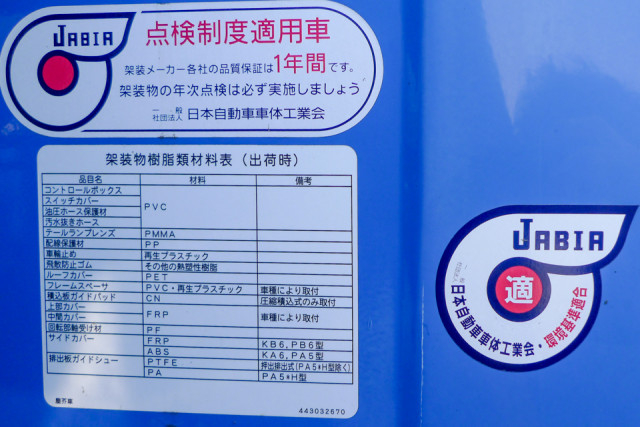 JABIA
点検制度適用車
架装メーカー各社の品質保証は1年間です。
架装物の年次点検は必ず実施しましょう
一般社団法人 日本自動車車体工業会
架装物樹脂類材料表（出荷時）
品目名 材料 備考
コントロールボックス PVC
スイッチカバー
油圧ホース保護材
汚水抜きホース
テールランプレンズ PMMA
配線保護材 PP
車輪止め 再生プラスチック
飛散防止ゴム その他の熱塑性樹脂
ルーフカバー PET
フレームスペーサ PVC・再生プラスチック 車種により取付
積込板ガイドパッド CN 圧縮積込式のみ取付
上部カバー FRP 車種により取付
中間カバー
回転部軸受け材 PF
サイドカバー FRP KB6,PB6型
ABS KA6,PA5型
排出板ガイドシュー PTFE 押出排出式(PA5*H型除く)
PA PA5*H型
443032670
JABIA
適
日本自動車車体工業会・環境基準適合